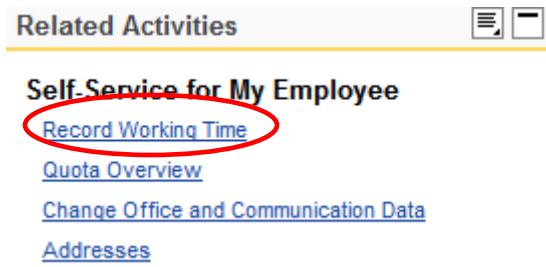 Related Activities
Self-Service for My Employee
Record Working Time
Quota Overview
Change Office and Communication Data
Addresses